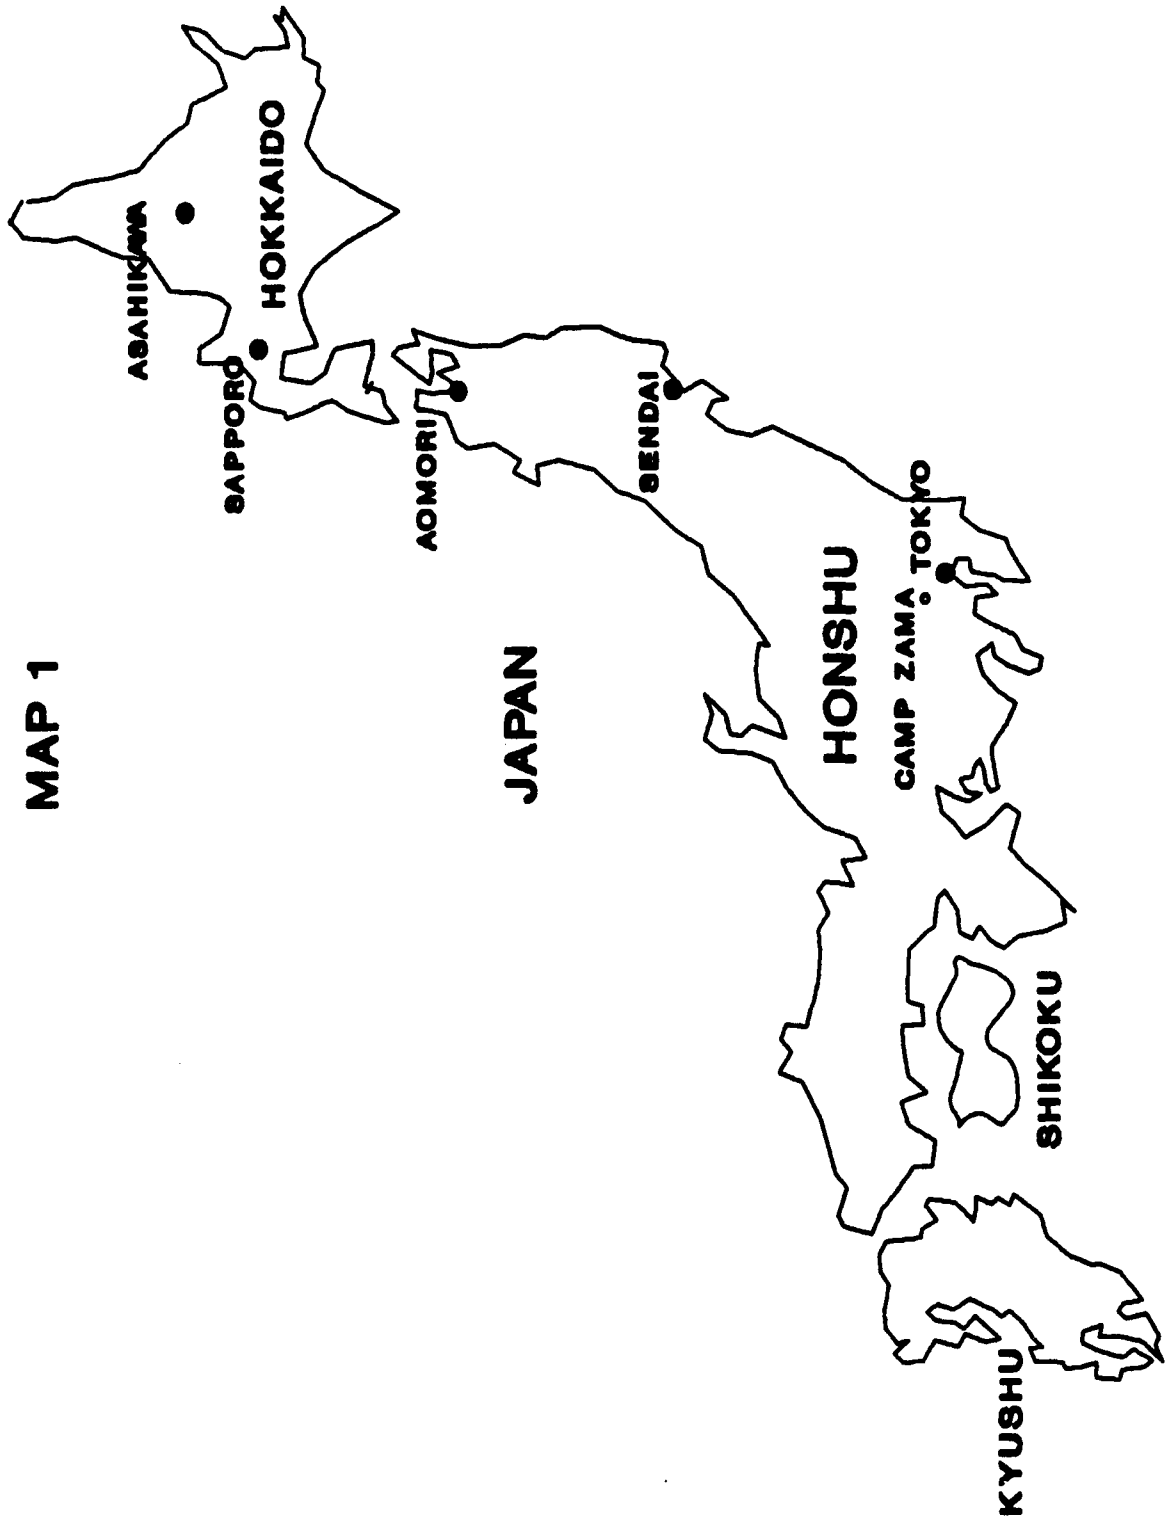 MAP 1
ASAHIKAWA
HOKKAIDO
SAPPORO
AOMORI
JAPAN
SENDAI
HONSHU
CAMP ZAMA
TOKYO
SHIKOKU
KYUSHU